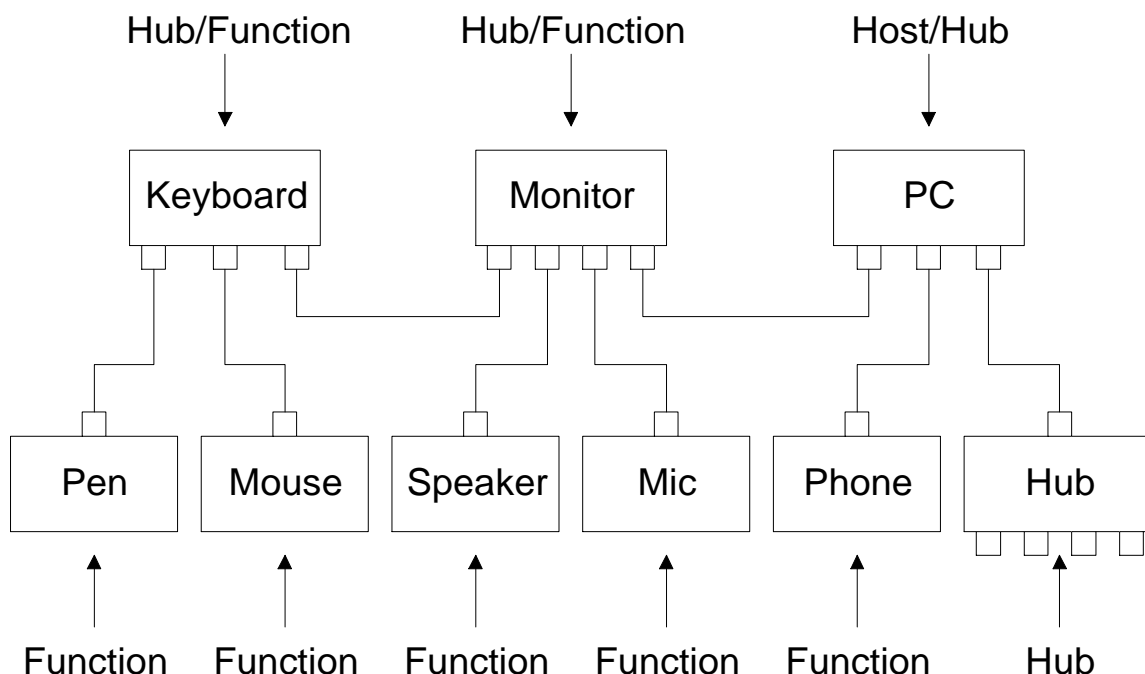 Hub/Function Hub/Function Host/Hub
Keyboard Monitor PC
Pen Mouse Speaker Mic Phone Hub
Function Function Function Function Function Hub